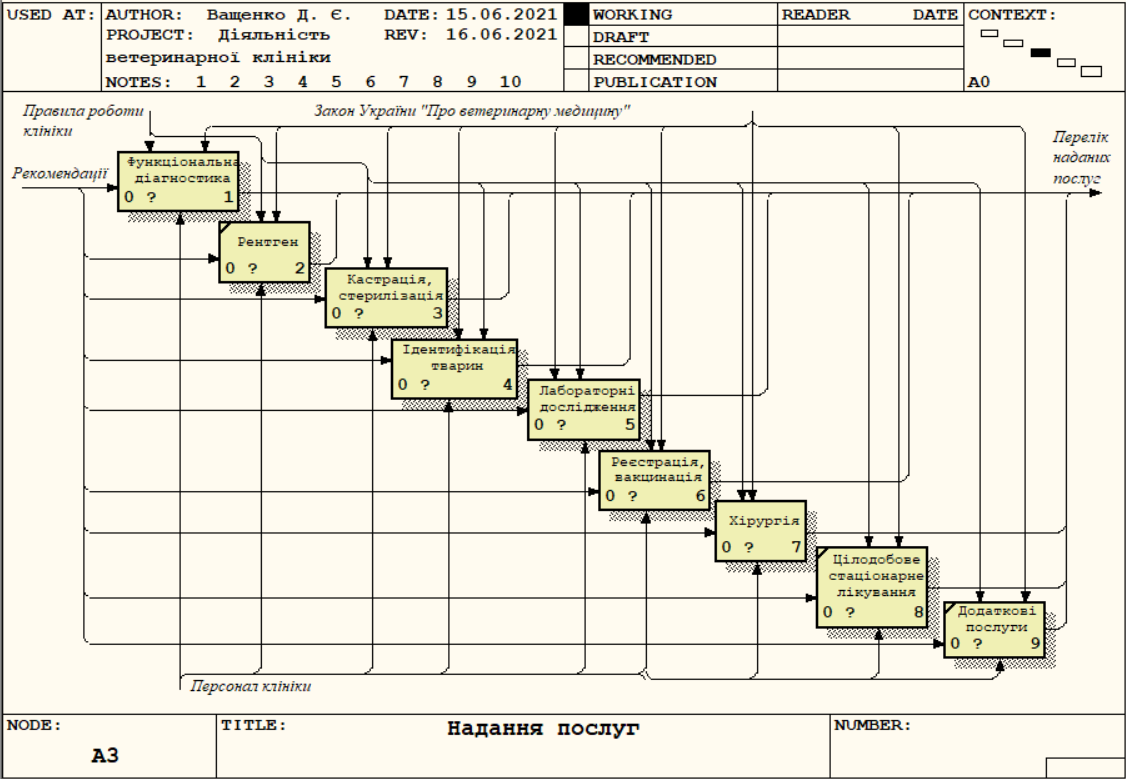 USED AT: AUTHOR: Ващенко Д. Є. DATE: 15.06.2021 WORKING READER DATE CONTEXT:
PROJECT: Діяльність REV: 16.06.2021 DRAFT
ветеринарної клініки RECOMMENDED
NOTES: 1 2 3 4 5 6 7 8 9 10 PUBLICATION A0
Правила роботи
клініки
Закон України "Про ветеринарну медицину"
Перелік
наданих
послус
Рекомендації
Функціональна
діагностика
0 ? 1
Рентген
0 ? 2
Кастрація,
стерилізація
0 ? 3
Ідентифікація
тварин
0 ? 4
Лабораторні
дослідження
0 ? 5
Реєстрація,
вакцинація
0 ? 6
Хірургія
0 ? 7
Цілодобове
стаціонарне
лікування
0 ? 8
Додаткові
послуги
0 ? 9
Персонал клініки
NODE: TITLE: NUMBER:
Надання послуг
A3